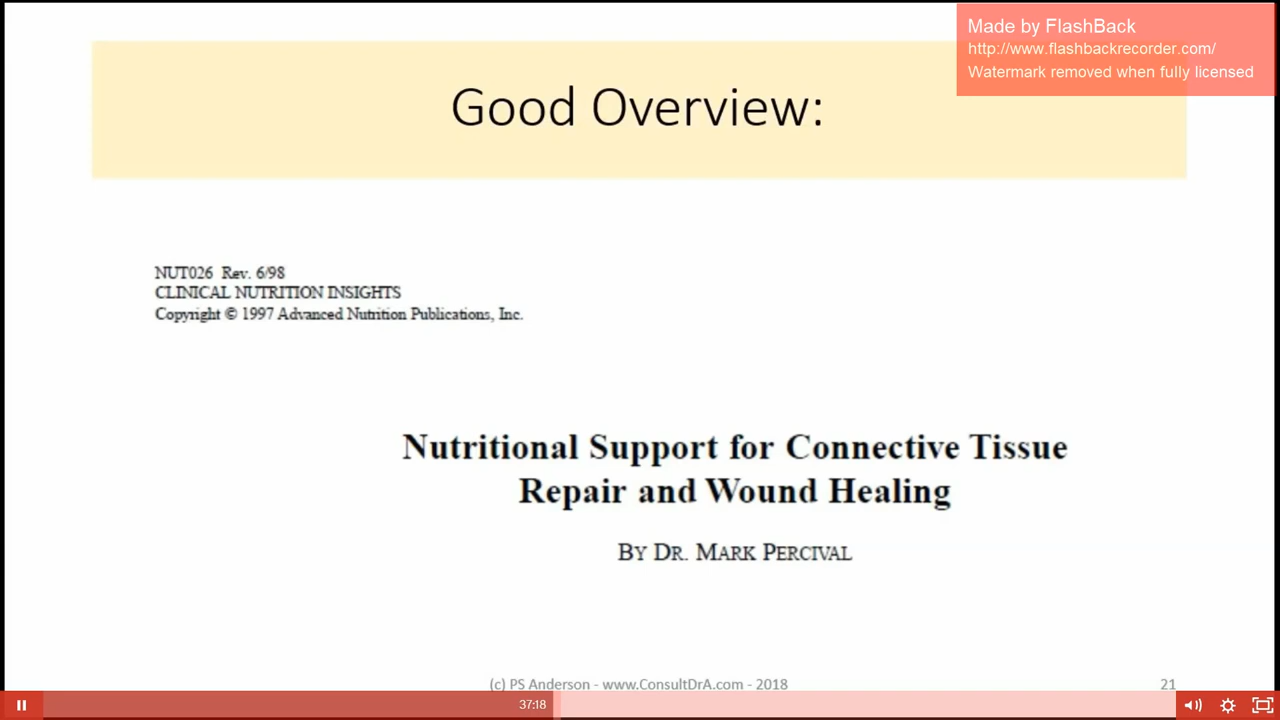 Made by FlashBack
http://www.flashbackrecorder.com/
Watermark removed when fully licensed
Good Overview:
NUT026 Rev. 6/98
CLINICAL NUTRITION INSIGHTS
Copyright © 1997 Advanced Nutrition Publications, Inc.
Nutritional Support for Connective Tissue
Repair and Wound Healing
BY DR. MARK PERCIVAL
(c) PS Anderson - www.ConsultDrA.com - 2018
21
37:18